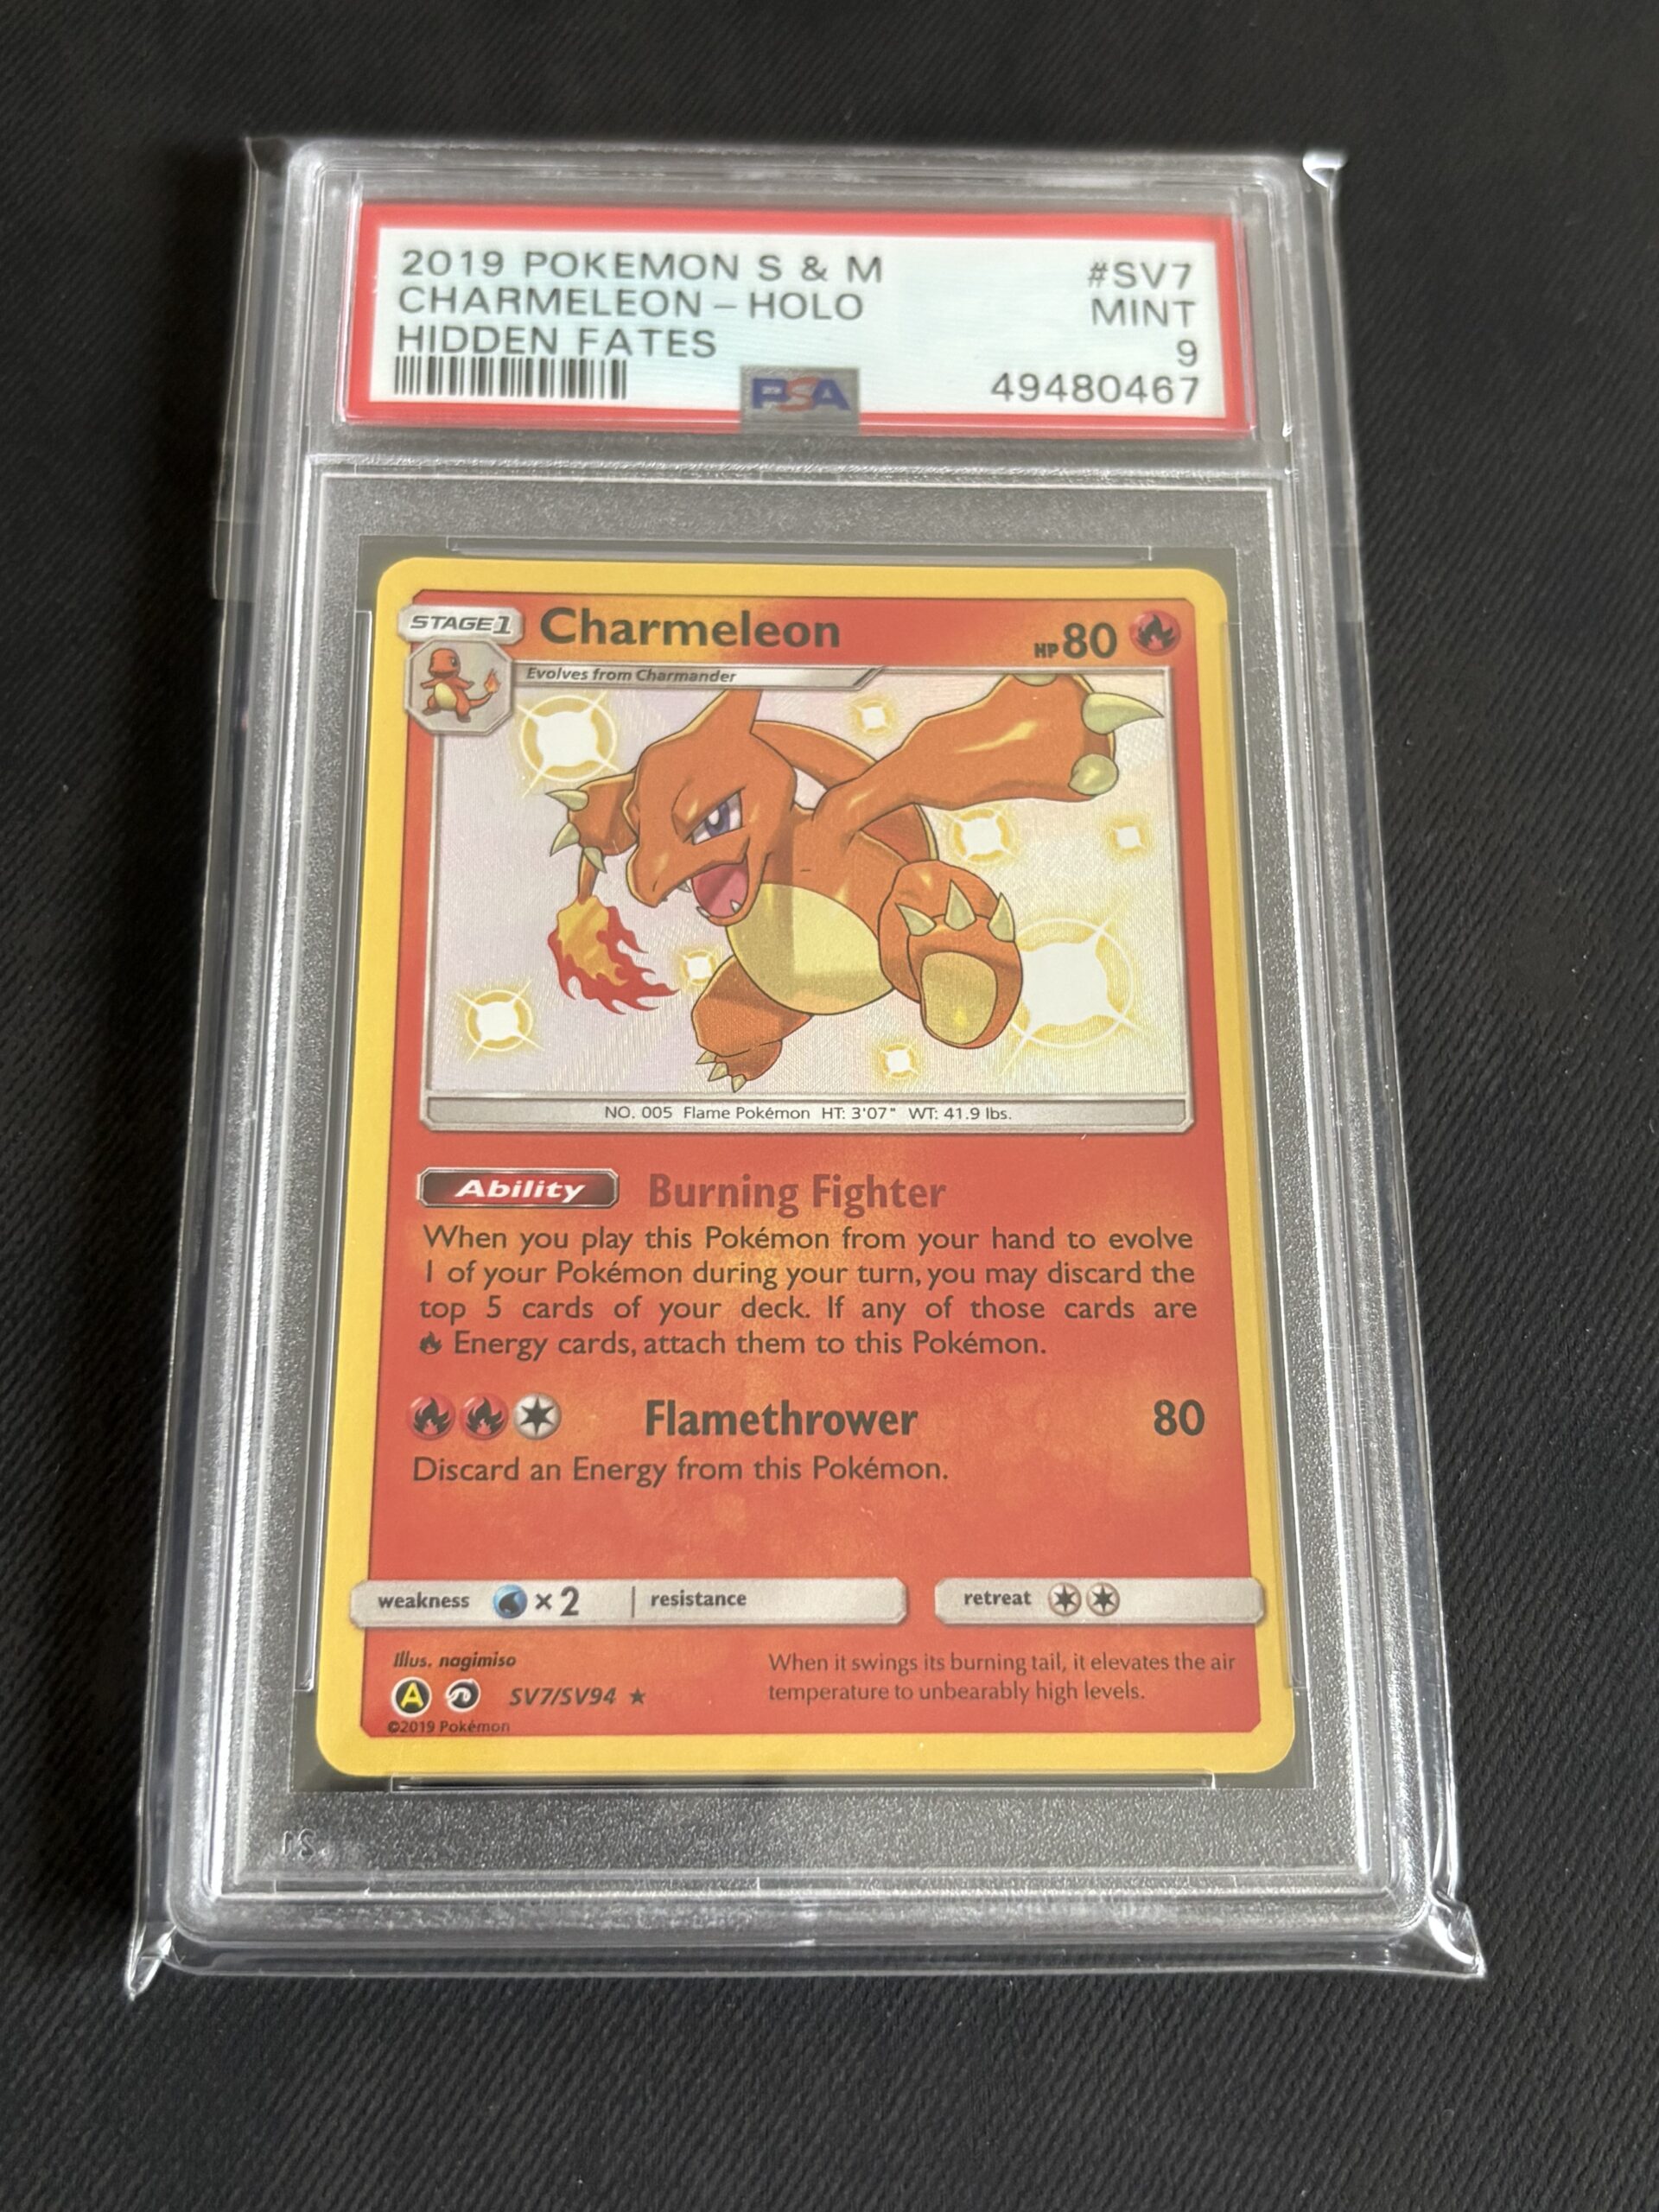 2019 POKEMON S & M #SV7
CHARMELEON – HOLO MINT
HIDDEN FATES 9
PSA 49480467
STAGE1 Charmeleon HP 80
Evolves from Charmander
NO. 005 Flame Pokémon HT: 3'07" WT: 41.9 lbs.
Ability Burning Fighter
When you play this Pokémon from your hand to evolve
1 of your Pokémon during your turn, you may discard the
top 5 cards of your deck. If any of those cards are
Energy cards, attach them to this Pokémon.
Flamethrower 80
Discard an Energy from this Pokémon.
weakness ×2 | resistance retreat
Illus. nagimiso
When it swings its burning tail, it elevates the air
temperature to unbearably high levels.
A SV7/SV94 ★
©2019 Pokémon